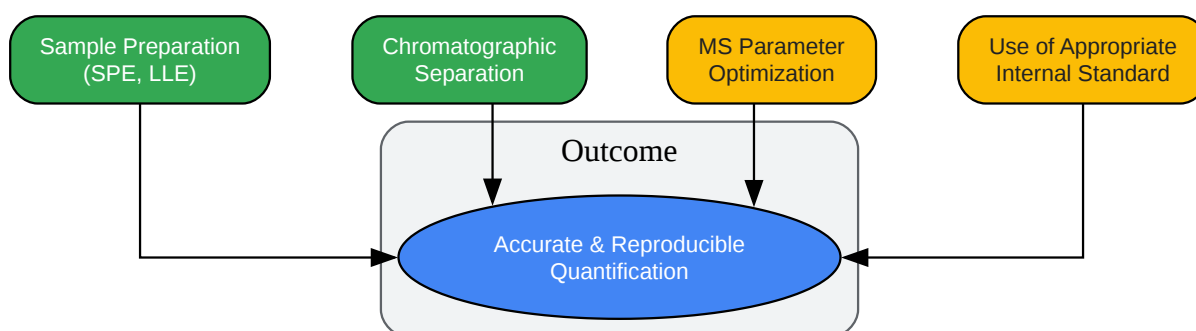 Sample Preparation
(SPE, LLE)
Chromatographic
Separation
MS Parameter
Optimization
Use of Appropriate
Internal Standard
Outcome
Accurate & Reproducible
Quantification